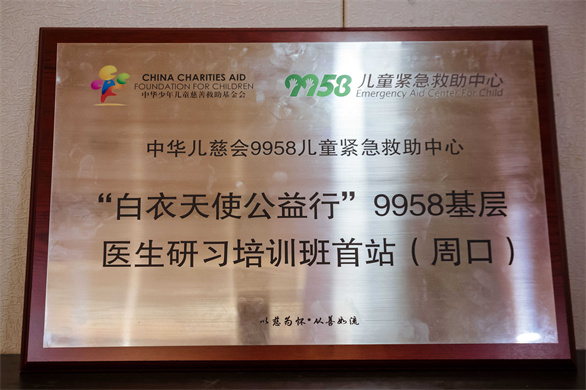 CHINA CHARITIES AID
FOUNDATION FOR CHILDREN
中华少年儿童慈善救助基金会
9958 儿童紧急救助中心
Emergency Aid Center For Child
中华儿慈会9958儿童紧急救助中心
“白衣天使公益行”9958基层
医生研习培训班首站（周口）
以慈为怀·从善如流